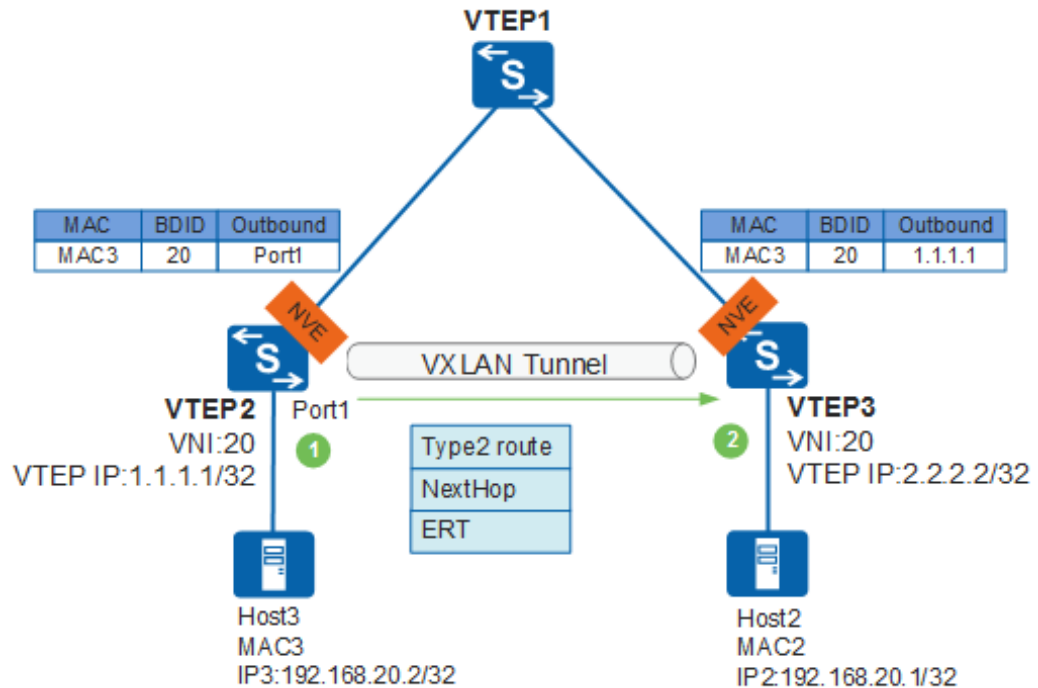 VTEP1
S
MAC BDID Outbound
MAC3 20 Port1
MAC BDID Outbound
MAC3 20 1.1.1.1
NVE
NVE
S
VXLAN Tunnel
S
VTEP2 Port1
VNI:20
VTEP IP:1.1.1.1/32
1
Type2 route
NextHop
ERT
2
VTEP3
VNI:20
VTEP IP:2.2.2.2/32
Host3
MAC3
IP3:192.168.20.2/32
Host2
MAC2
IP2:192.168.20.1/32